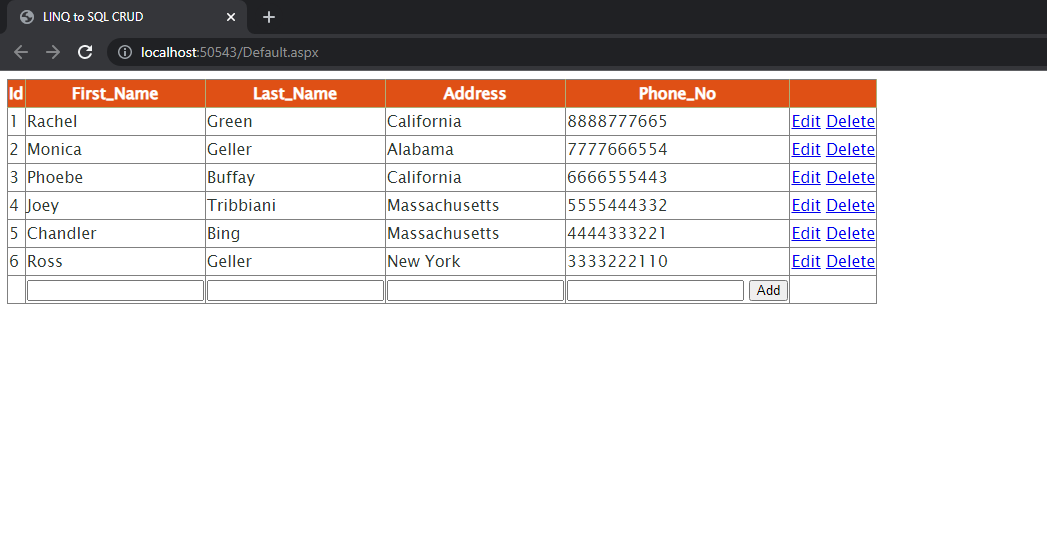 LINQ to SQL CRUD
localhost:50543/Default.aspx
Id First_Name Last_Name Address Phone_No
1 Rachel Green California 8888777665 Edit Delete
2 Monica Geller Alabama 7777666554 Edit Delete
3 Phoebe Buffay California 6666555443 Edit Delete
4 Joey Tribbiani Massachusetts 5555444332 Edit Delete
5 Chandler Bing Massachusetts 4444333221 Edit Delete
6 Ross Geller New York 3333222110 Edit Delete
Add